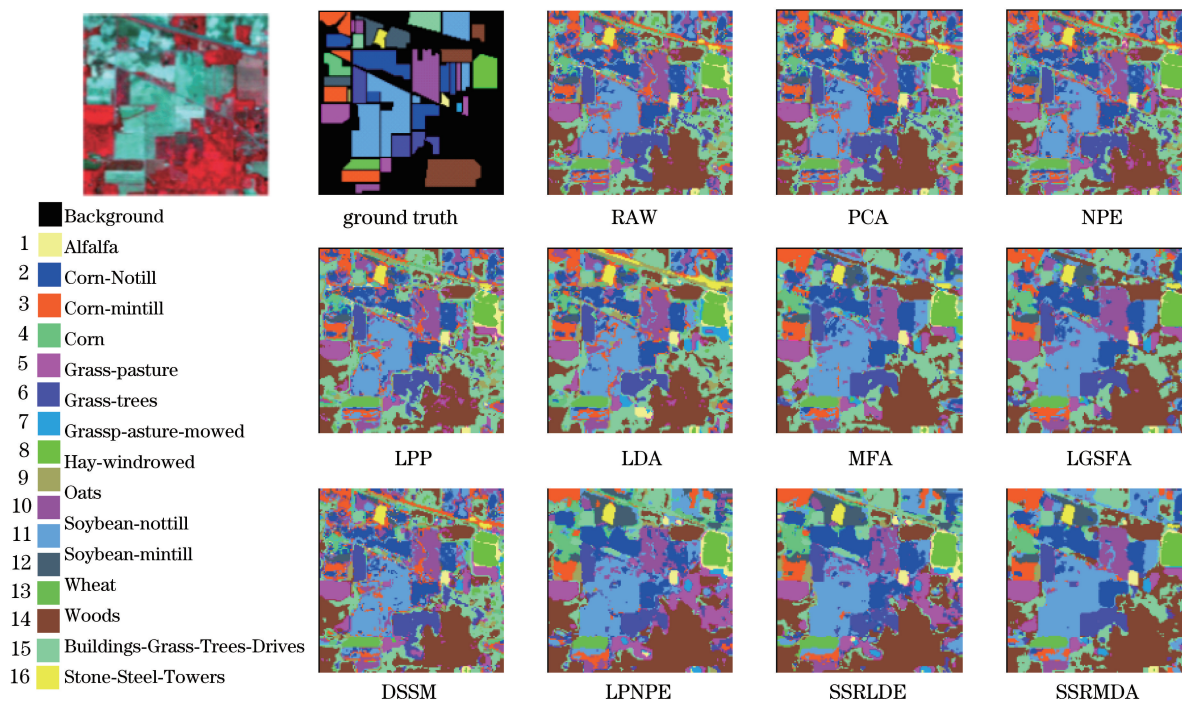 ground truth
RAW
PCA
NPE
Background
1 Alfalfa
2 Corn-Notill
3 Corn-mintill
4 Corn
5 Grass-pasture
6 Grass-trees
7 Grassp-asture-mowed
8 Hay-windrowed
9 Oats
10 Soybean-nottill
11 Soybean-mintill
12 Wheat
13 Woods
14 Buildings-Grass-Trees-Drives
15 Stone-Steel-Towers
16
LPP
LDA
MFA
LGSFA
DSSM
LPNPE
SSRLDE
SSRMDA